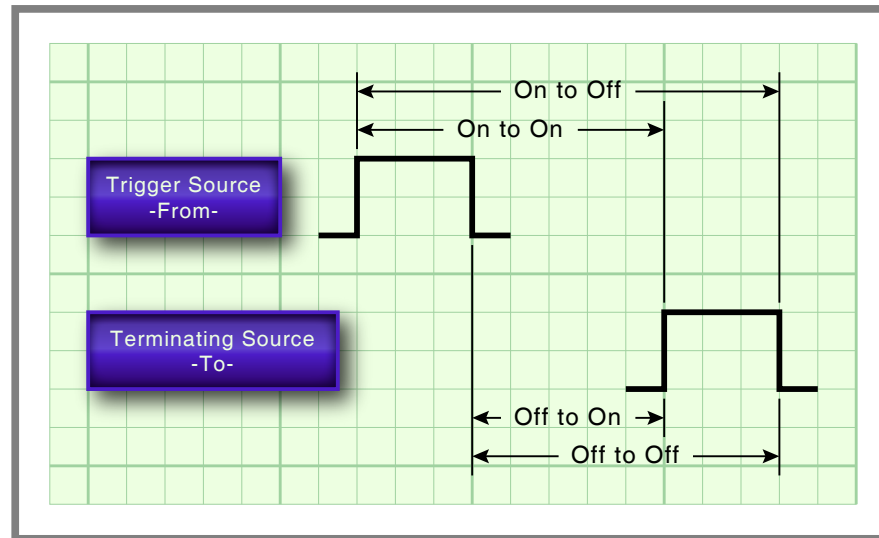 On to Off
On to On
Trigger Source
-From-
Terminating Source
-To-
Off to On
Off to Off